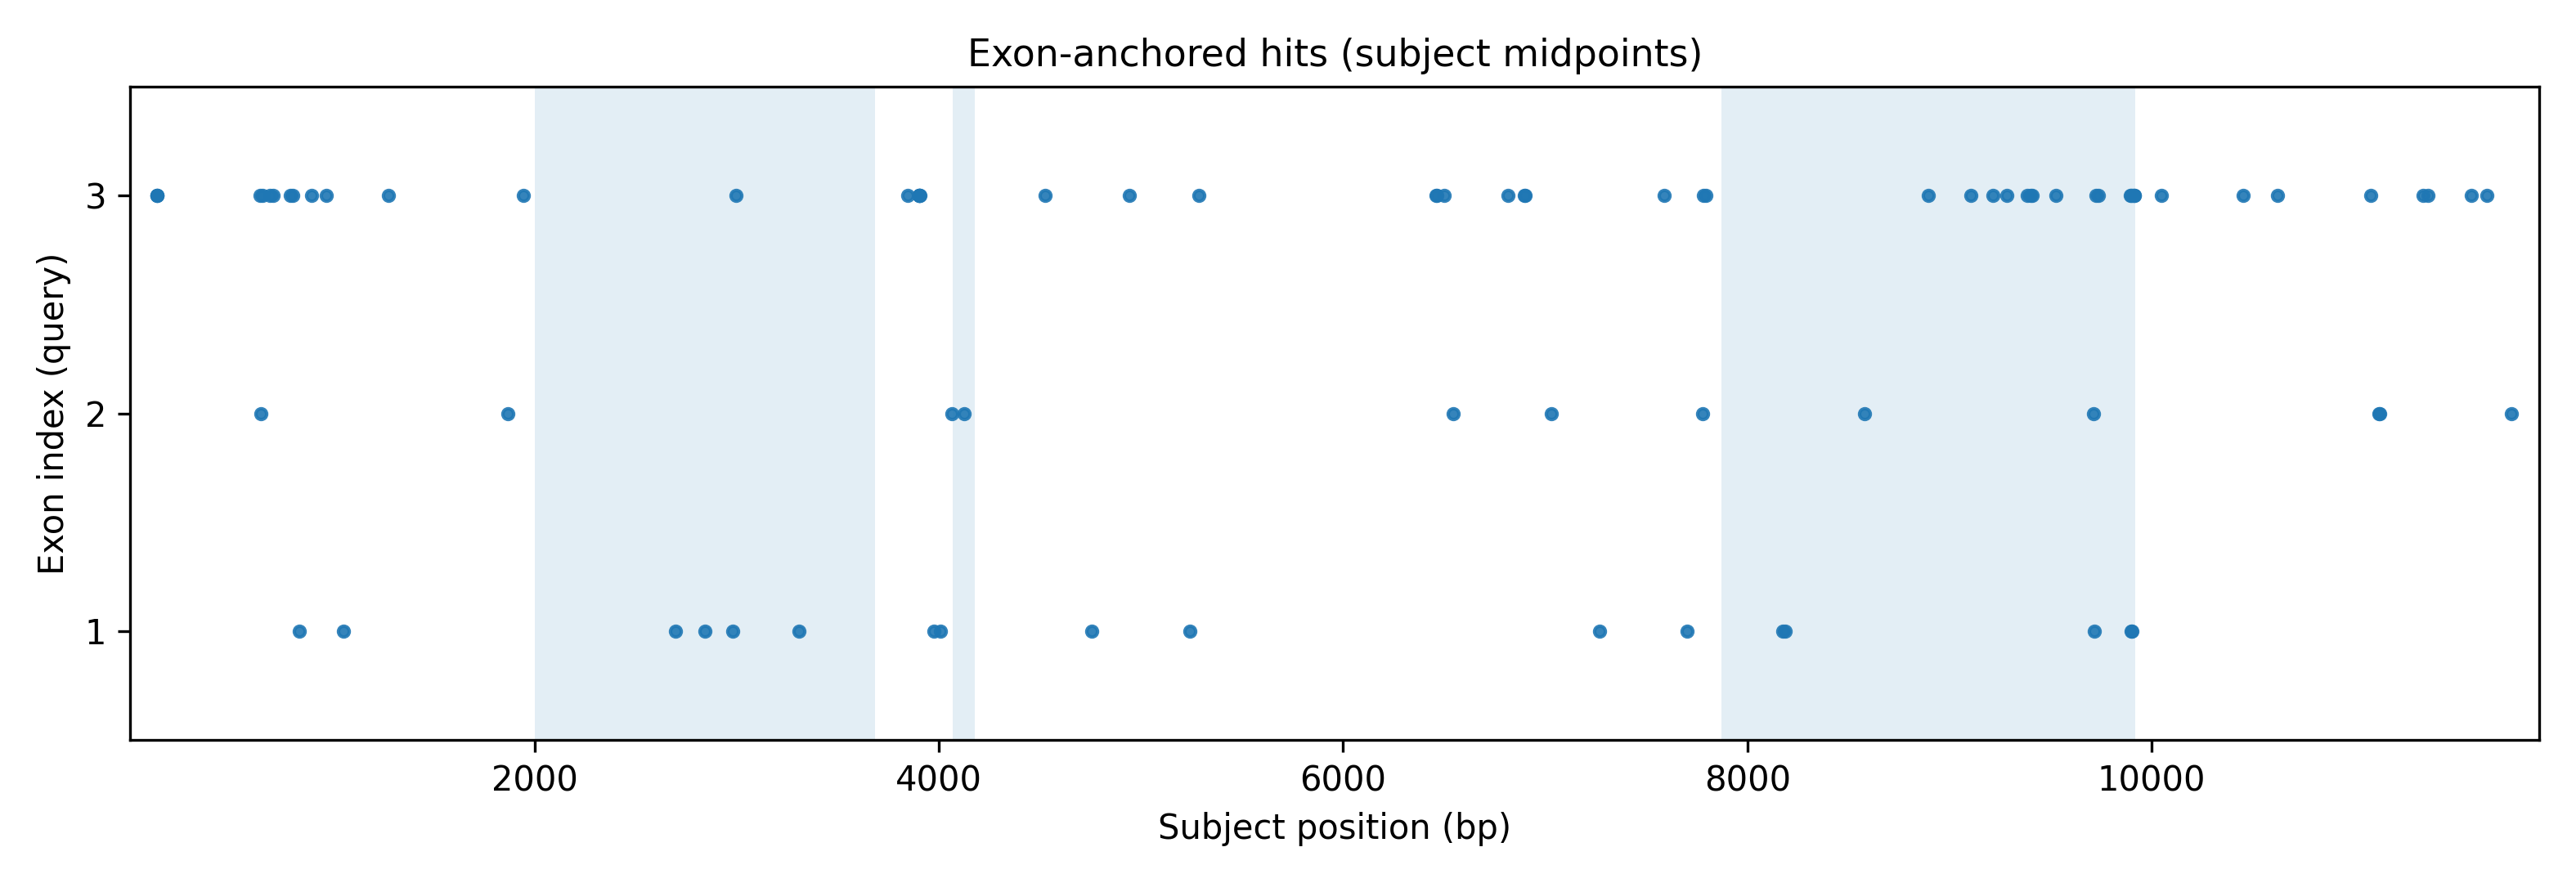 Exon-anchored hits (subject midpoints)
Exon index (query)
3
2
1
2000 4000 6000 8000 10000
Subject position (bp)